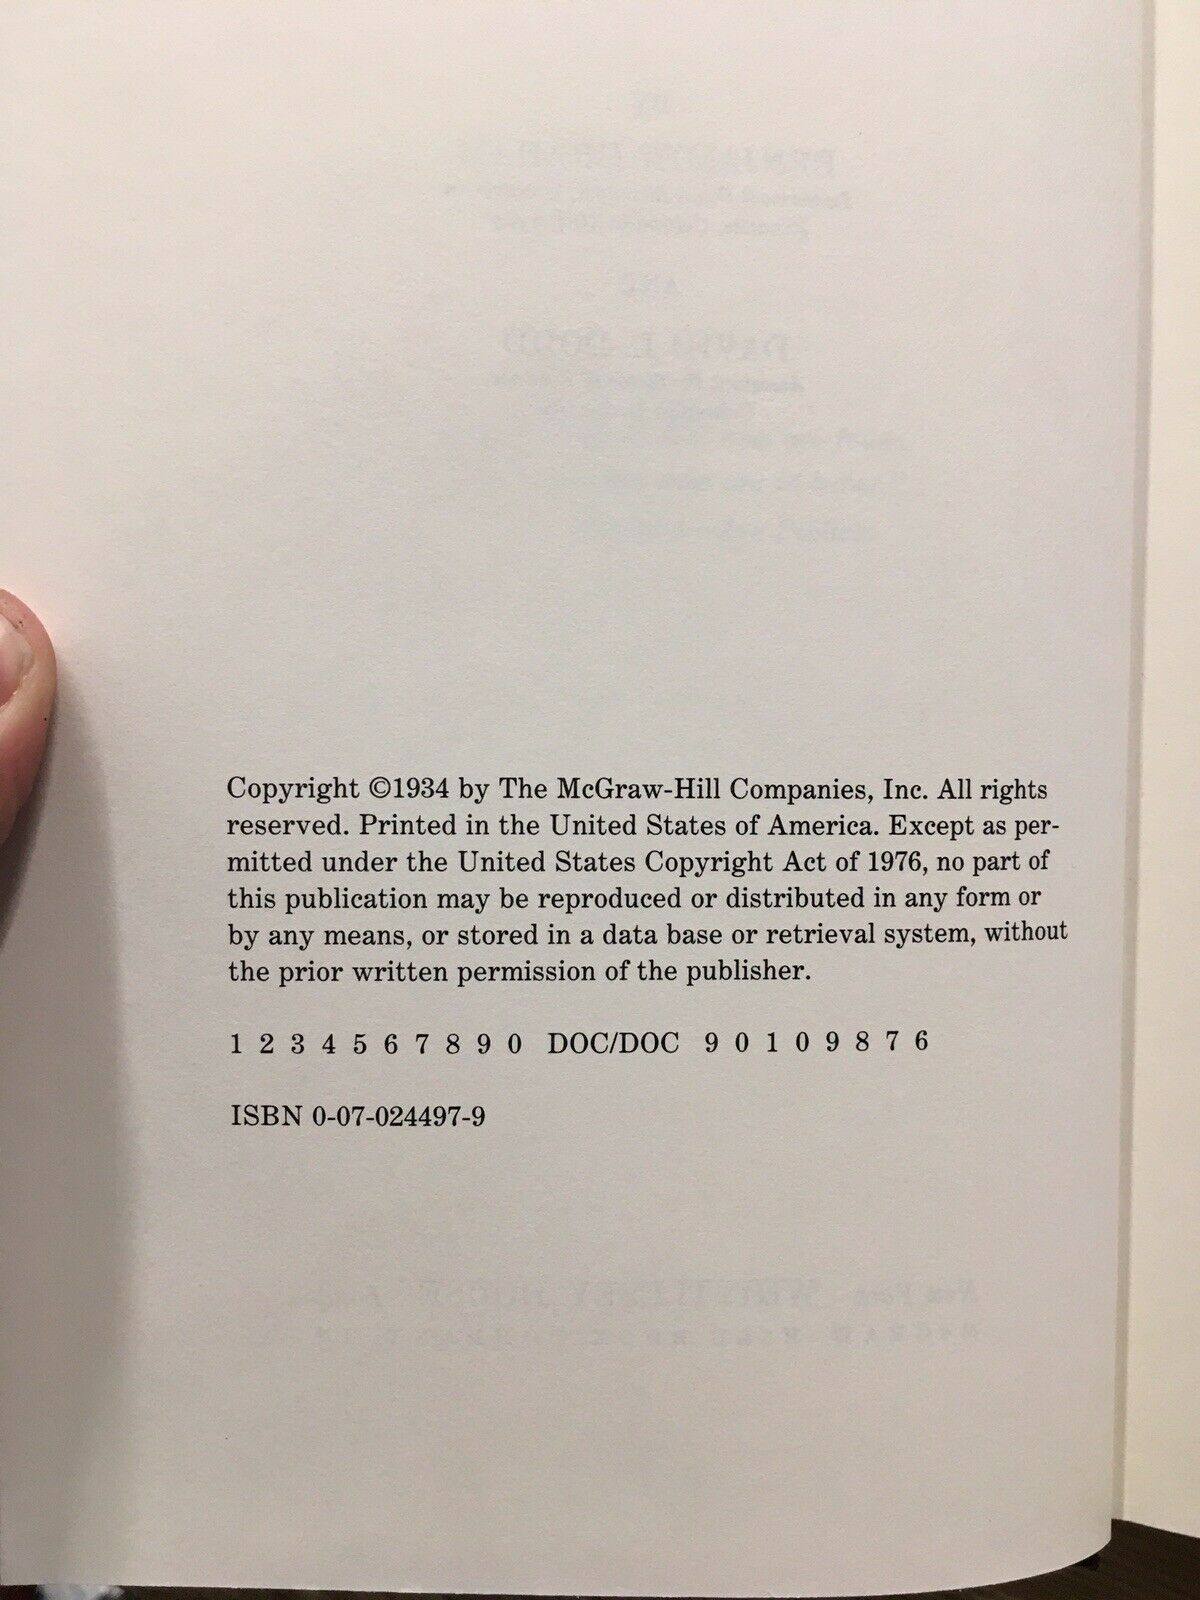 Copyright ©1934 by The McGraw-Hill Companies, Inc. All rights
reserved. Printed in the United States of America. Except as per-
mitted under the United States Copyright Act of 1976, no part of
this publication may be reproduced or distributed in any form or
by any means, or stored in a data base or retrieval system, without
the prior written permission of the publisher.
1 2 3 4 5 6 7 8 9 0 DOC/DOC 9 0 1 0 9 8 7 6
ISBN 0-07-024497-9